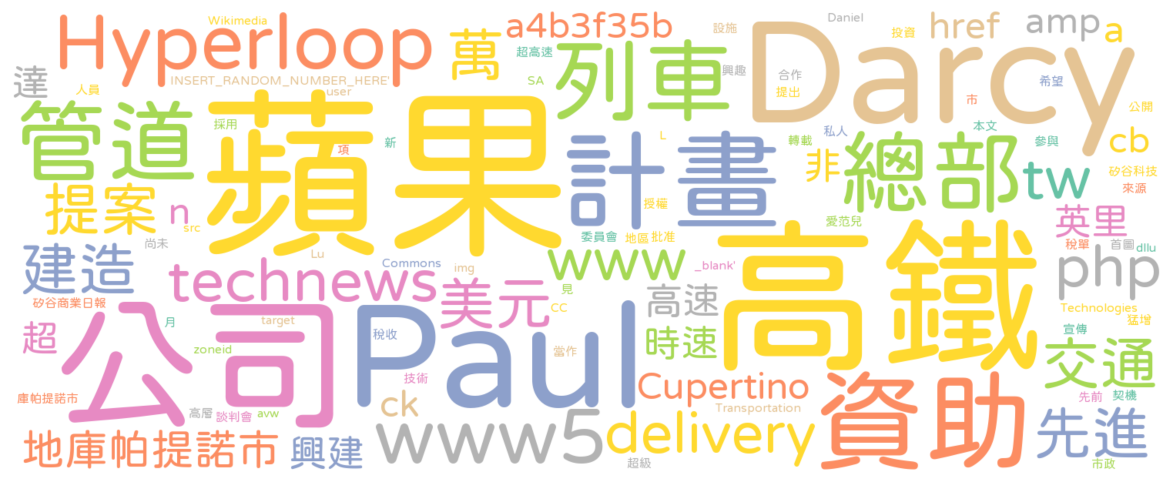 Wikimedia
Daniel
Hyperloop
a4b3f35b
設施
href
amp
a
萬
超高速
列車
Darcy
投資
達
人員
INSERT_RANDOM_NUMBER_HERE'
user
SA
興趣
合作
提出
希望
市
公開
管道
蘋果
採用
項
新
計畫
L
轉載
私人
本文
參與
非
總部
tw
cb
矽谷科技
來源
提案
n
src
授權
愛范兒
英里
稅單
首圖
dllu
尚未
委員會
地區
批准
建造
Lu
Commons
img
www
_blank'
高鐵
php
technews
美元
見
CC
高速
Technologies
猛增
矽谷商業日報
月
target
公司
Paul
稅收
超
zoneid
當作
時速
宣傳
交通
技術
Cupertino
資助
先前
契機
庫帕提諾市
高層
談判會
avw
ck
Transportation
地庫帕提諾市
興建
www5
delivery
超級
先進
市政